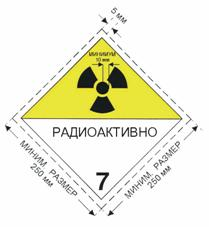 5 мм
МИНИМУМ
10 мм
РАДИОАКТИВНО
7
МИНИМ. РАЗМЕР
250 мм
МИНИМ. РАЗМЕР
250 мм